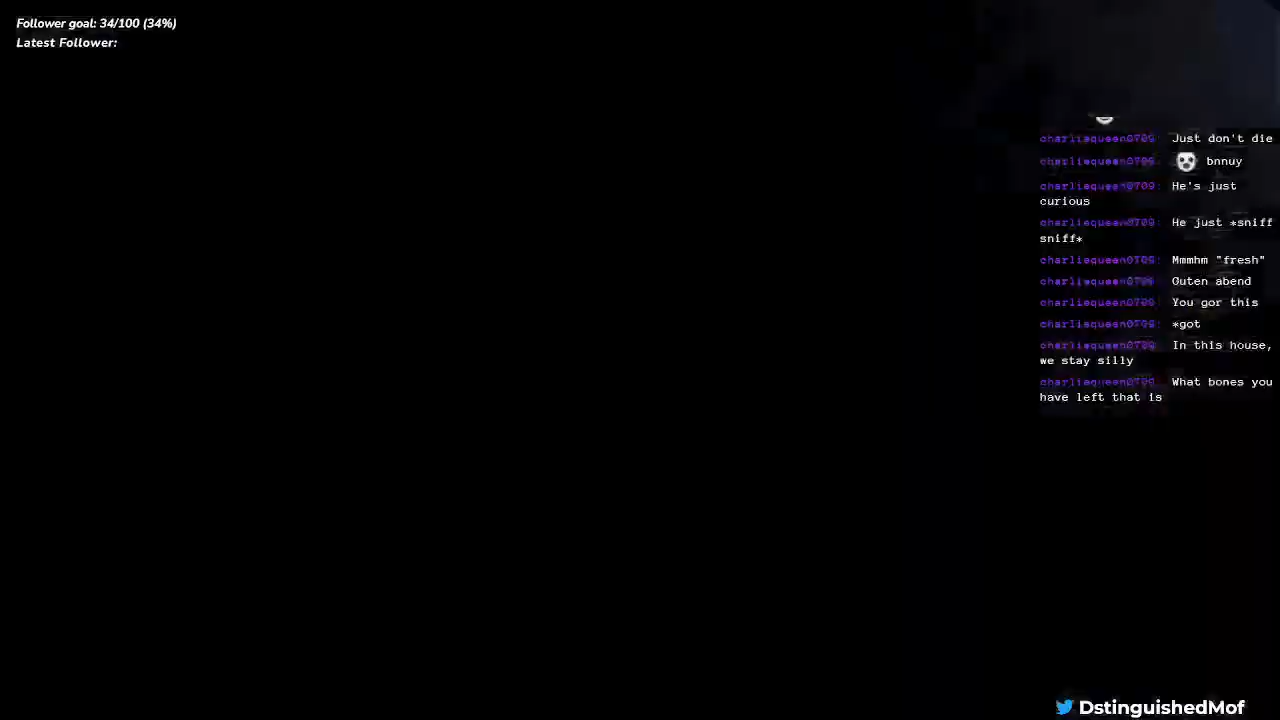 Follower goal: 34/100 (34%)
Latest Follower:
charliequeen0709: Just don't die
charliequeen0709: bnnuy
charliequeen0709: He's just
curious
charliequeen0709: He just *sniff
sniff*
charliequeen0709: Mmmhm "fresh"
charliequeen0709: Guten abend
charliequeen0709: You gor this
charliequeen0709: *got
charliequeen0709: In this house,
we stay silly
charliequeen0709: What bones you
have left that is
DstinguishedMof